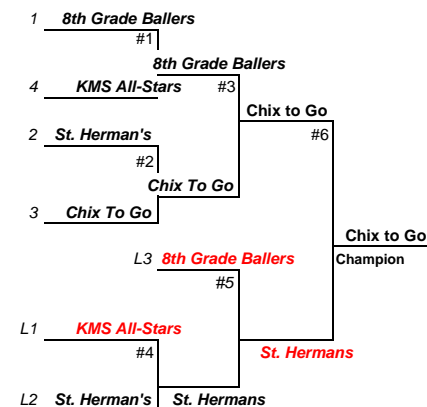 1 8th Grade Ballers
#1
8th Grade Ballers
4 KMS All-Stars #3
Chix to Go
2 St. Herman's #6
#2
Chix To Go
3 Chix To Go
Chix to Go
L3 8th Grade Ballers Champion
#5
L1 KMS All-Stars
#4 St. Hermans
L2 St. Herman's St. Hermans